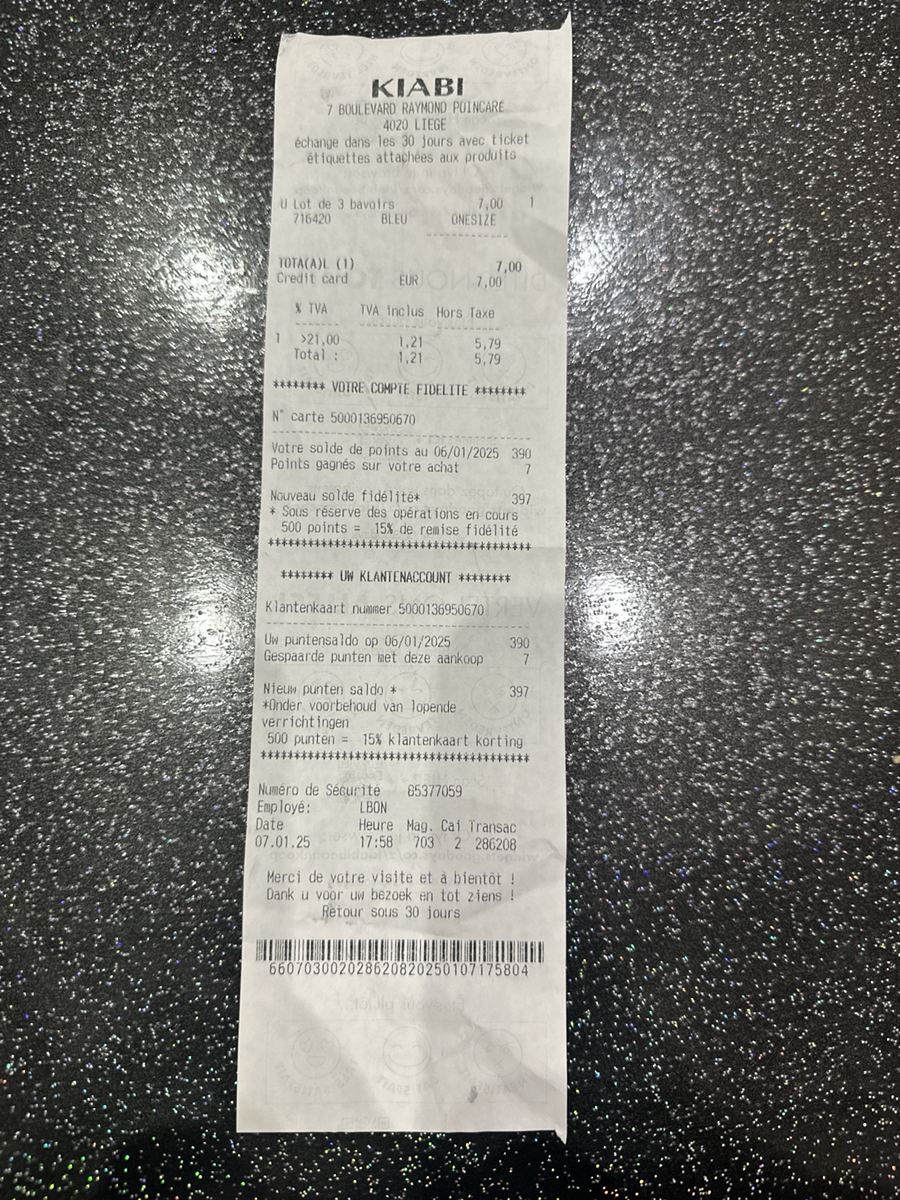 KIABI
7 BOULEVARD RAYMOND POINCARE
4020 LIEGE
échange dans les 30 jours avec ticket
étiquettes attachées aux produits
U Lot de 3 bavoirs 7,00 1
716420 BLEU ONESIZE
------------
TOTA(A)L (1) 7,00
Credit card EUR 7,00
% TVA TVA inclus Hors Taxe
1 >21,00 1,21 5,79
Total : 1,21 5,79
******** VOTRE COMPTE FIDELITE ********
N° carte 5000136950670
Votre solde de points au 06/01/2025 390
Points gagnés sur votre achat 7
Nouveau solde fidélité* 397
* Sous réserve des opérations en cours
500 points = 15% de remise fidélité
****************************************
******** UW KLANTENACCOUNT ********
Klantenkaart nummer 5000136950670
Uw puntensaldo op 06/01/2025 390
Gespaarde punten met deze aankoop 7
Nieuw punten saldo * 397
*Onder voorbehoud van lopende
verrichtingen
500 punten = 15% klantenkaart korting
****************************************
Numéro de Sécurité 85377059
Employé: LBON
Date Heure Mag. Cai Transac
07.01.25 17:58 703 2 286208
Merci de votre visite et à bientôt !
Dank u voor uw bezoek en tot ziens !
Retour sous 30 jours
660703002028620820250107175804